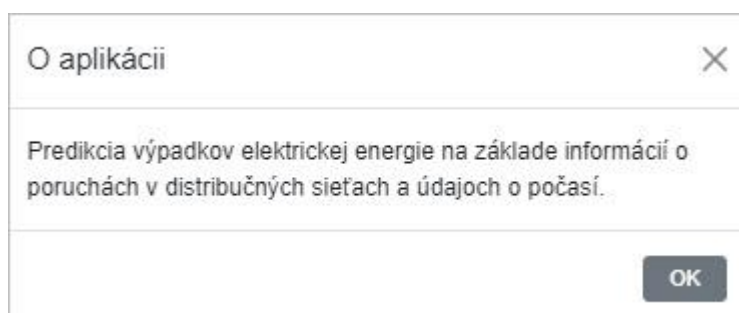 O aplikácii
Predikcia výpadkov elektrickej energie na základe informácií o
poruchách v distribučných sieťach a údajoch o počasí.
OK